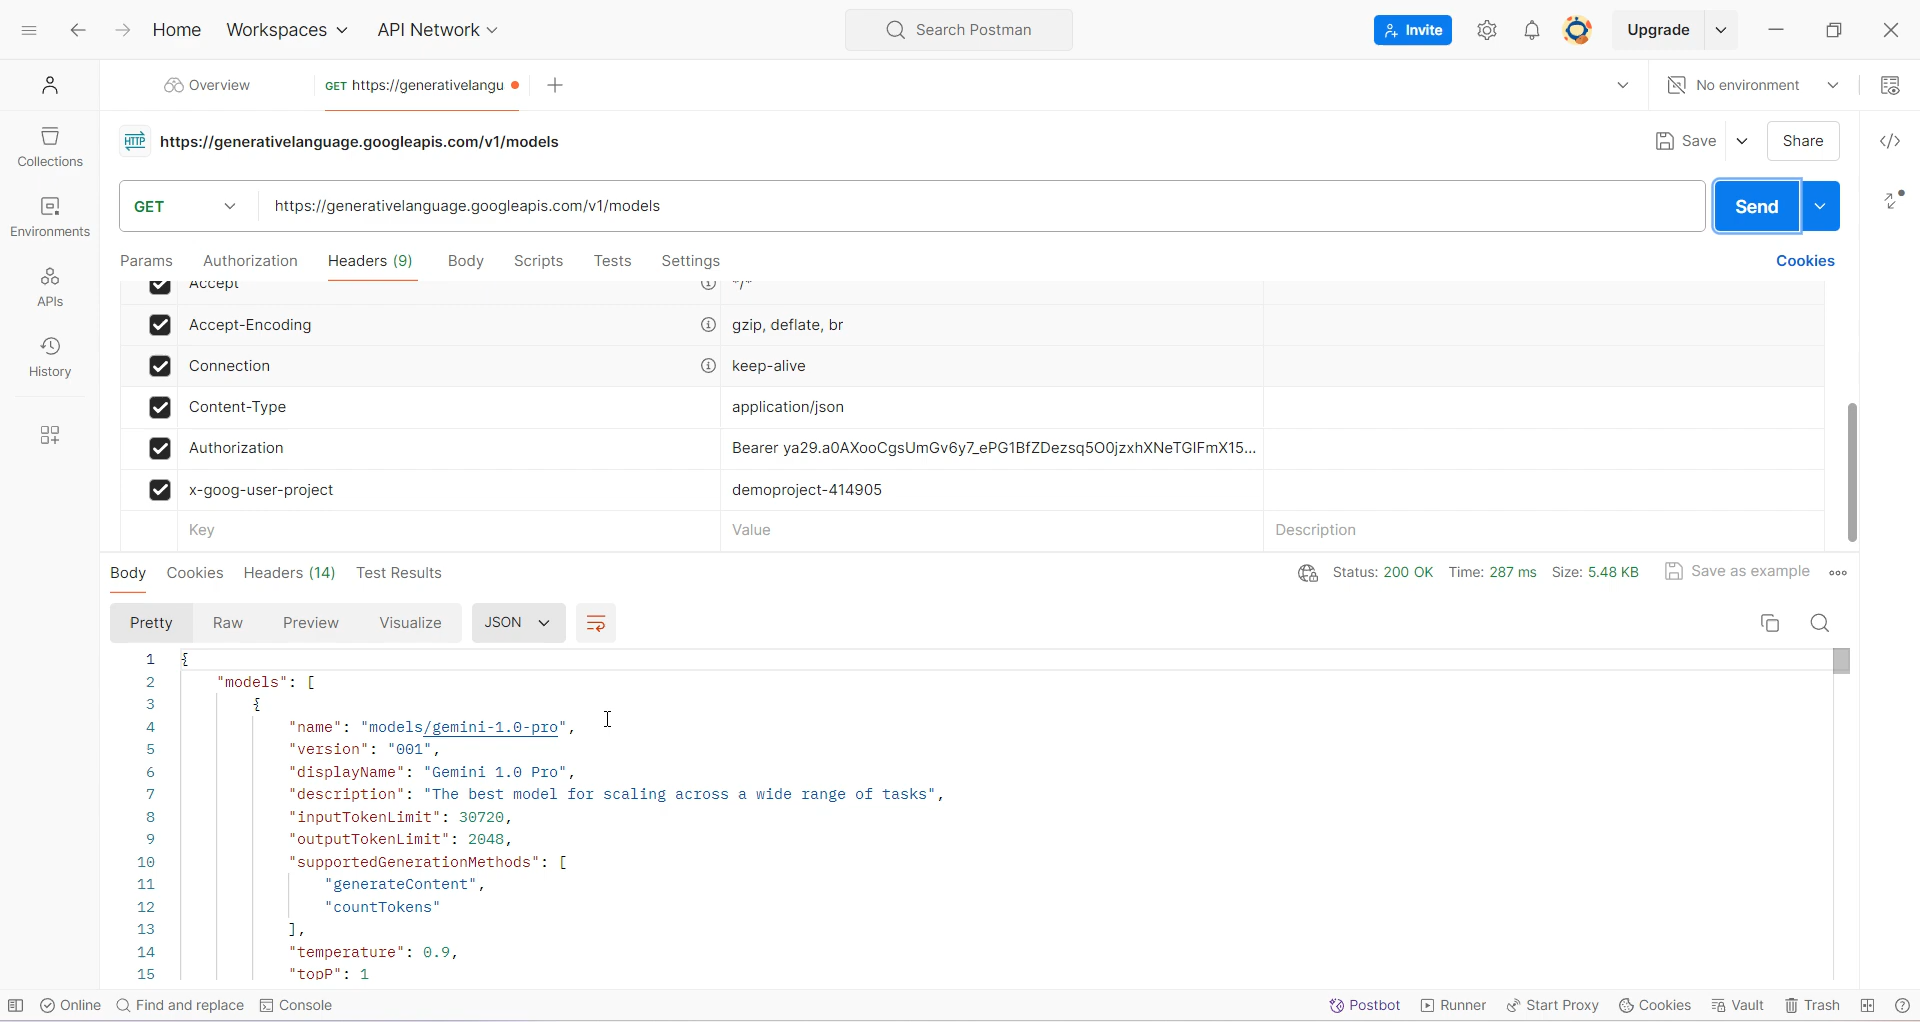 Home Workspaces API Network Search Postman Invite Upgrade
Overview GET https://generativelangu No environment
HTTP https://generativelanguage.googleapis.com/v1/models Save Share
Collections
GET https://generativelanguage.googleapis.com/v1/models Send
Environments
Params Authorization Headers (9) Body Scripts Tests Settings Cookies
Accept */*
APIs
Accept-Encoding gzip, deflate, br
Connection keep-alive
History
Content-Type application/json
Authorization Bearer ya29.a0AXooCgsUmGv6y7_ePG1BfZDezsq5O0jzxhXNeTGIFmX15...
x-goog-user-project demoproject-414905
Key Value Description
Body Cookies Headers (14) Test Results Status: 200 OK Time: 287 ms Size: 5.48 KB Save as example
Pretty Raw Preview Visualize JSON
1 {
2 "models": [
3 {
4 "name": "models/gemini-1.0-pro",
5 "version": "001",
6 "displayName": "Gemini 1.0 Pro",
7 "description": "The best model for scaling across a wide range of tasks",
8 "inputTokenLimit": 30720,
9 "outputTokenLimit": 2048,
10 "supportedGenerationMethods": [
11 "generateContent",
12 "countTokens"
13 ],
14 "temperature": 0.9,
15 "topP": 1
Online Find and replace Console Postbot Runner Start Proxy Cookies Vault Trash